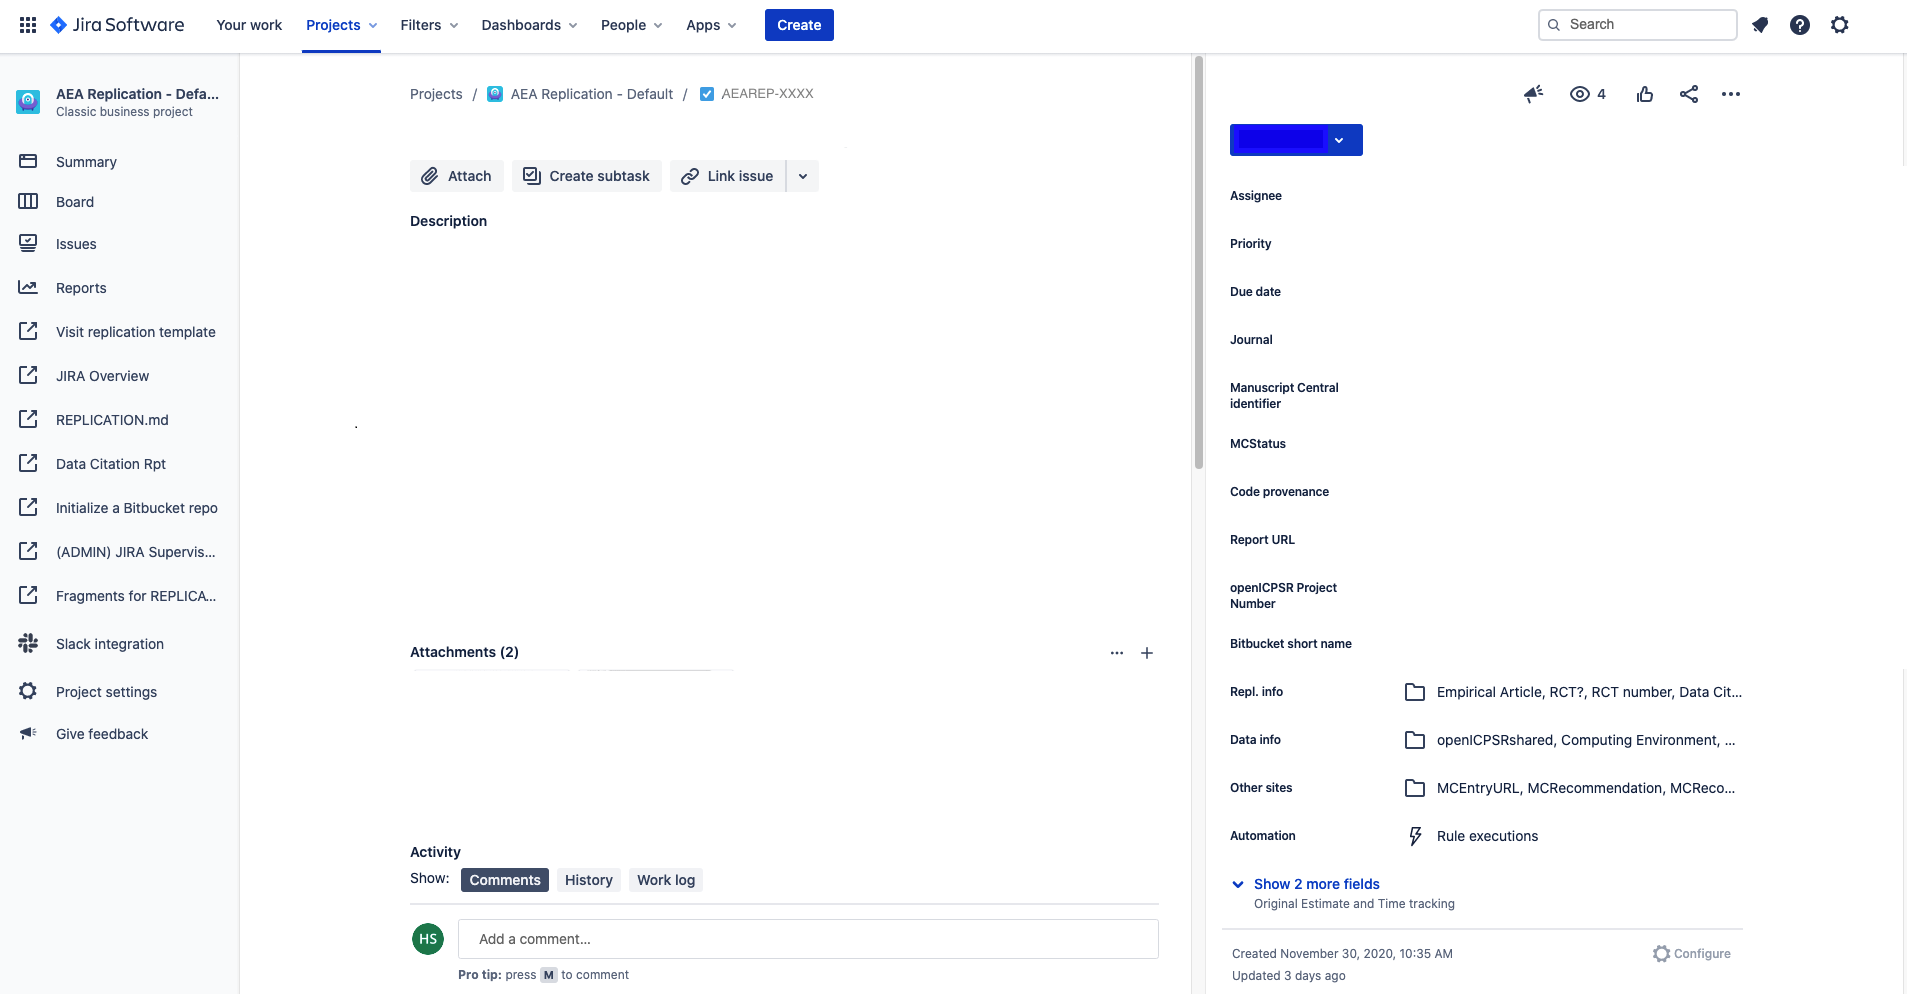 Jira Software
Your work
Projects
Filters
Dashboards
People
Apps
Create
Search
AEA Replication - Defa...
Classic business project
Summary
Board
Issues
Reports
Visit replication template
JIRA Overview
REPLICATION.md
Data Citation Rpt
Initialize a Bitbucket repo
(ADMIN) JIRA Supervis...
Fragments for REPLICA...
Slack integration
Project settings
Give feedback
Projects / AEA Replication - Default / AEAREP-XXXX
Attach
Create subtask
Link issue
Description
Attachments (2)
Activity
Show:
Comments
History
Work log
HS
Add a comment...
Pro tip: press M to comment
4
Assignee
Priority
Due date
Journal
Manuscript Central
identifier
MCStatus
Code provenance
Report URL
openICPSR Project
Number
Bitbucket short name
Repl. info
Empirical Article, RCT?, RCT number, Data Cit...
Data info
openICPSRshared, Computing Environment, ...
Other sites
MCEntryURL, MCRecommendation, MCReco...
Automation
Rule executions
Show 2 more fields
Original Estimate and Time tracking
Created November 30, 2020, 10:35 AM
Configure
Updated 3 days ago